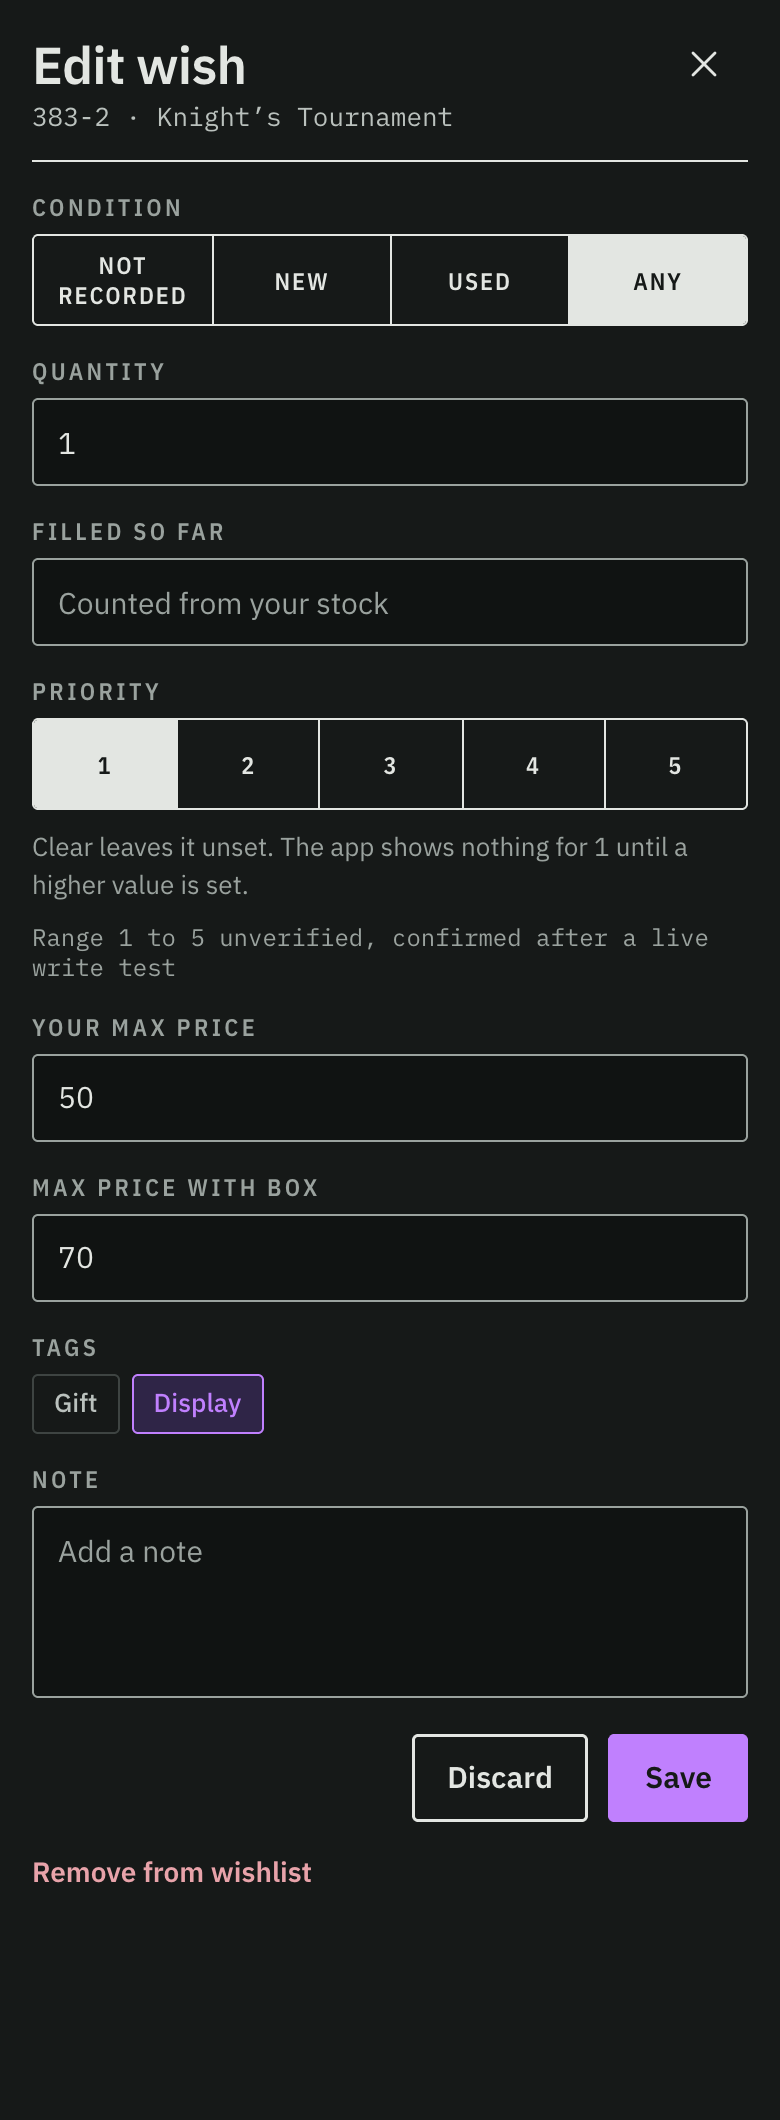 Edit wish
383-2 · Knight’s Tournament
CONDITION
NOT RECORDED
NEW
USED
ANY
QUANTITY
1
FILLED SO FAR
Counted from your stock
PRIORITY
1
2
3
4
5
Clear leaves it unset. The app shows nothing for 1 until a
higher value is set.
Range 1 to 5 unverified, confirmed after a live
write test
YOUR MAX PRICE
50
MAX PRICE WITH BOX
70
TAGS
Gift
Display
NOTE
Add a note
Discard
Save
Remove from wishlist